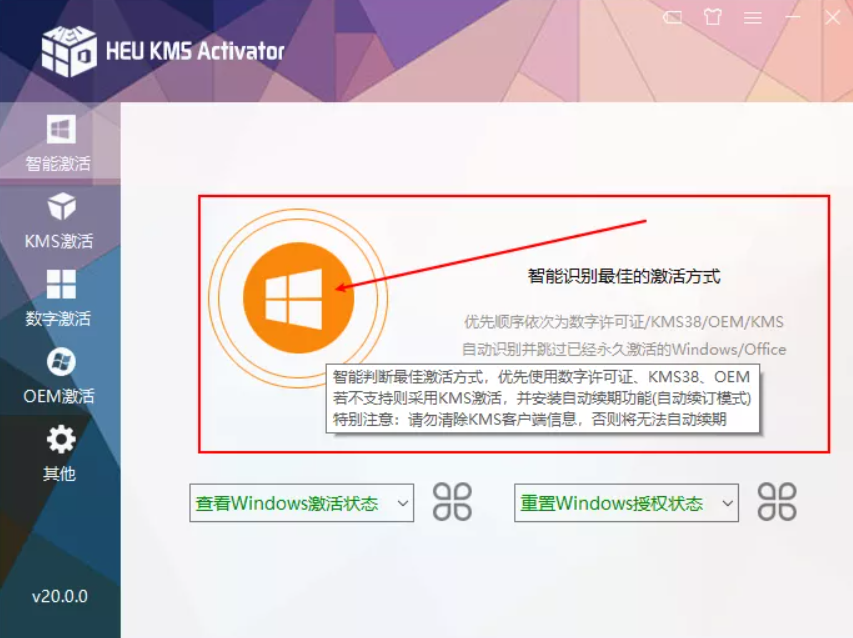 HEU KMS Activator
智能激活
KMS激活
数字激活
OEM激活
其他
v20.0.0
智能识别最佳的激活方式
优先顺序依次为数字许可证/KMS38/OEM/KMS
自动识别并跳过已经永久激活的Windows/Office
智能判断最佳激活方式，优先使用数字许可证、KMS38、OEM
若不支持则采用KMS激活，并安装自动续期功能(自动续订模式)
特别注意：请勿清除KMS客户端信息，否则将无法自动续期
查看Windows激活状态
重置Windows授权状态